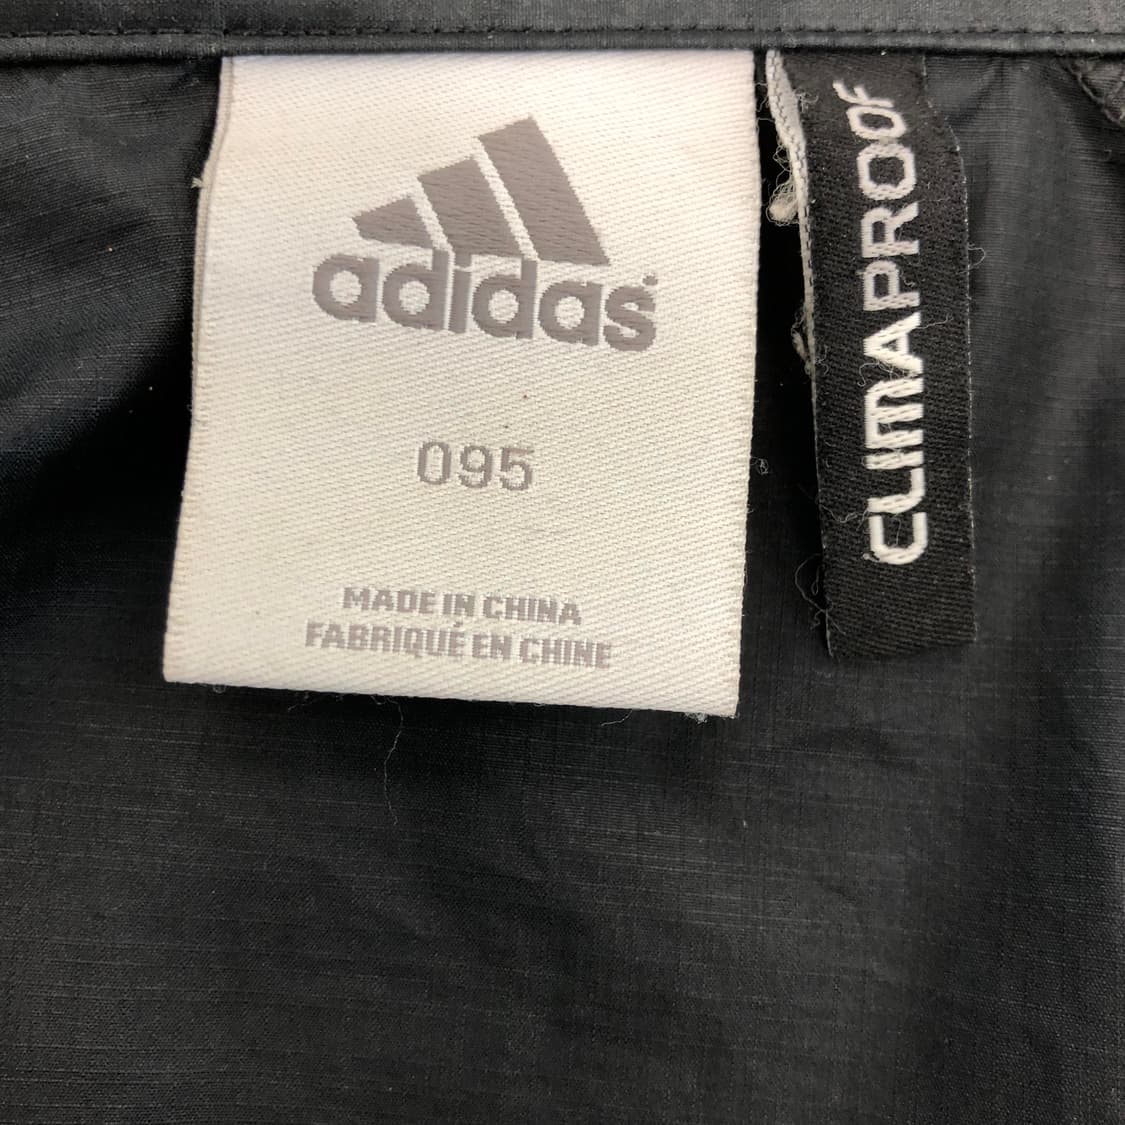 adidas
095
MADE IN CHINA
FABRIQUÉ EN CHINE
CLIMAPROOF